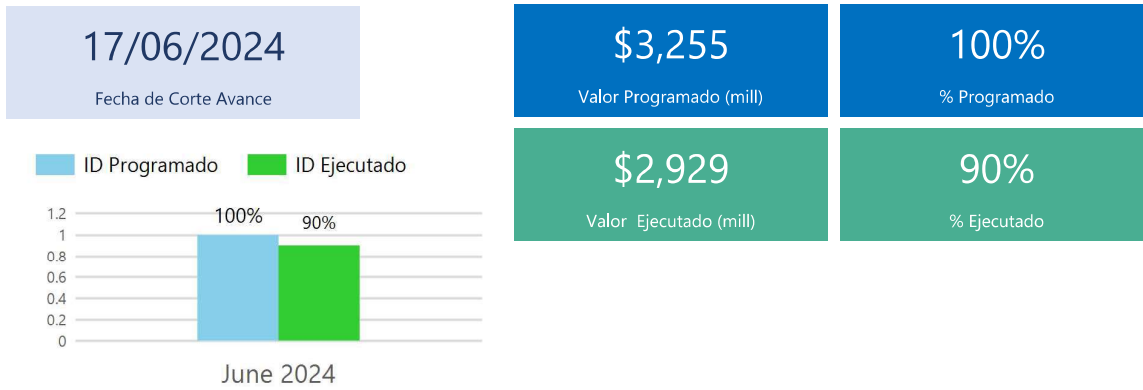 17/06/2024
Fecha de Corte Avance
$3,255
Valor Programado (mill)
100%
% Programado
$2,929
Valor Ejecutado (mill)
90%
% Ejecutado
ID Programado
ID Ejecutado
1.2
1
0.8
0.6
0.4
0.2
0
100%
90%
June 2024